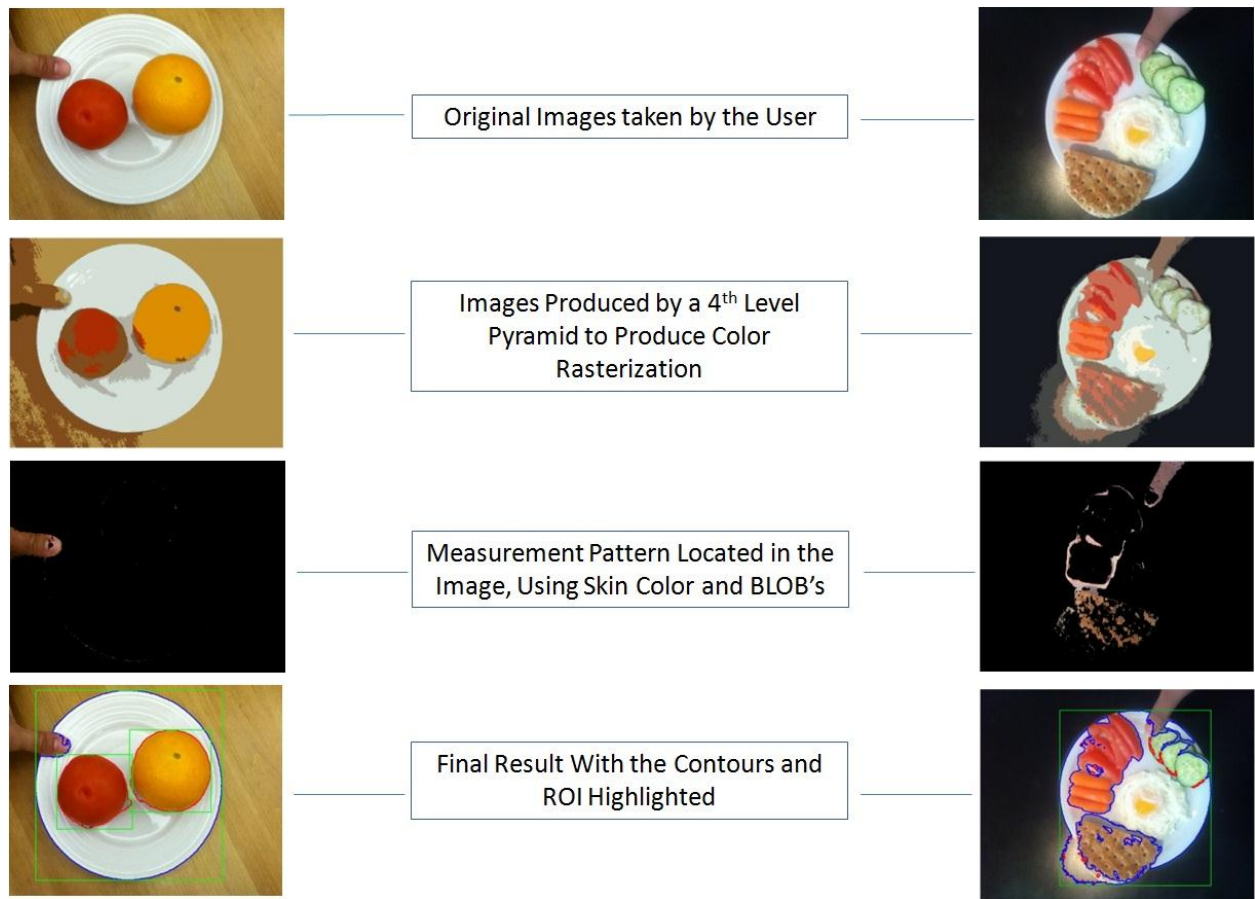 Original Images taken by the User
Images Produced by a 4th Level
Pyramid to Produce Color
Rasterization
Measurement Pattern Located in the
Image, Using Skin Color and BLOB's
Final Result With the Contours and
ROI Highlighted